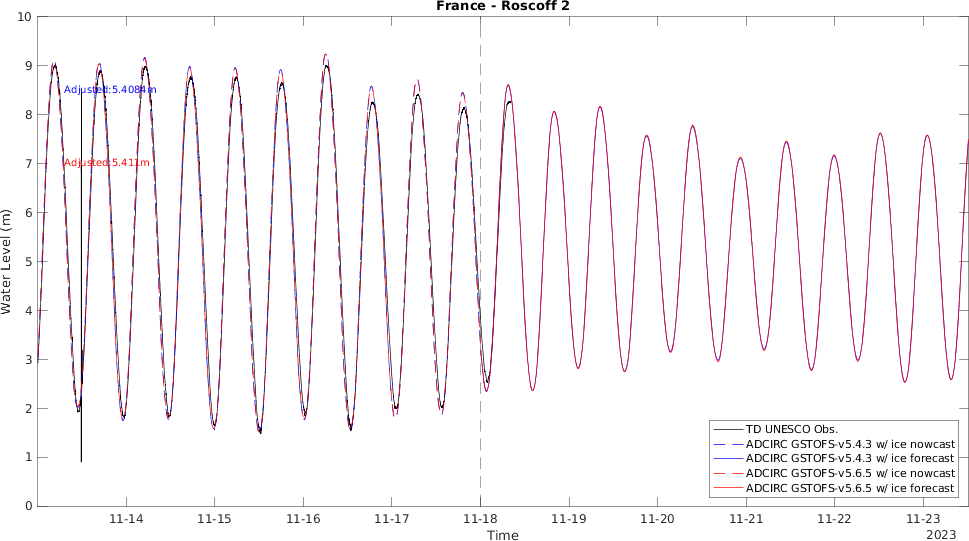 France - Roscoff 2
10
9
8
7
6
5
4
3
2
1
0
Water Level (m)
Adjusted:5.4084m
Adjusted:5.411m
TD UNESCO Obs.
ADCIRC GSTOFS-v5.4.3 w/ ice nowcast
ADCIRC GSTOFS-v5.4.3 w/ ice forecast
ADCIRC GSTOFS-v5.6.5 w/ ice nowcast
ADCIRC GSTOFS-v5.6.5 w/ ice forecast
11-14 11-15 11-16 11-17 11-18 11-19 11-20 11-21 11-22 11-23
Time
2023